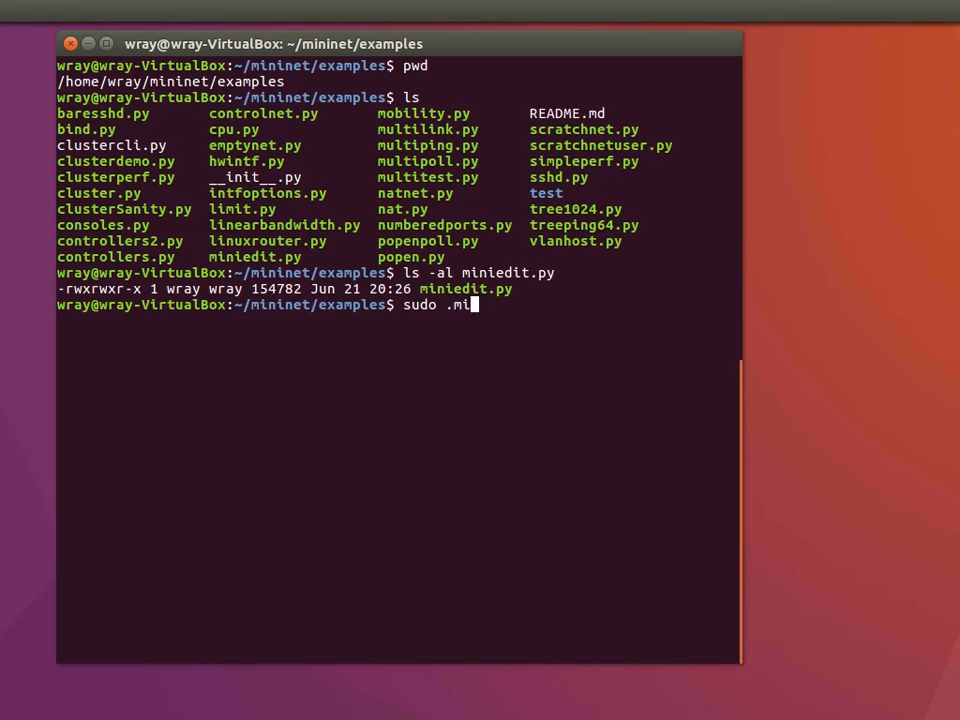 wray@wray-VirtualBox: ~/mininet/examples
wray@wray-VirtualBox:~/mininet/examples$ pwd
/home/wray/mininet/examples
wray@wray-VirtualBox:~/mininet/examples$ ls
baresshd.py controlnet.py mobility.py README.md
bind.py cpu.py multilink.py scratchnet.py
clustercli.py emptynet.py multiping.py scratchnetuser.py
clusterdemo.py hwintf.py multipoll.py simpleperf.py
clusterperf.py __init__.py multitest.py sshd.py
cluster.py intfoptions.py natnet.py test
clusterSanity.py limit.py nat.py tree1024.py
consoles.py linearbandwidth.py numberedports.py treeping64.py
controllers2.py linuxrouter.py popenpoll.py vlanhost.py
controllers.py miniedit.py popen.py
wray@wray-VirtualBox:~/mininet/examples$ ls -al miniedit.py
-rwxrwxr-x 1 wray wray 154782 Jun 21 20:26 miniedit.py
wray@wray-VirtualBox:~/mininet/examples$ sudo .mi